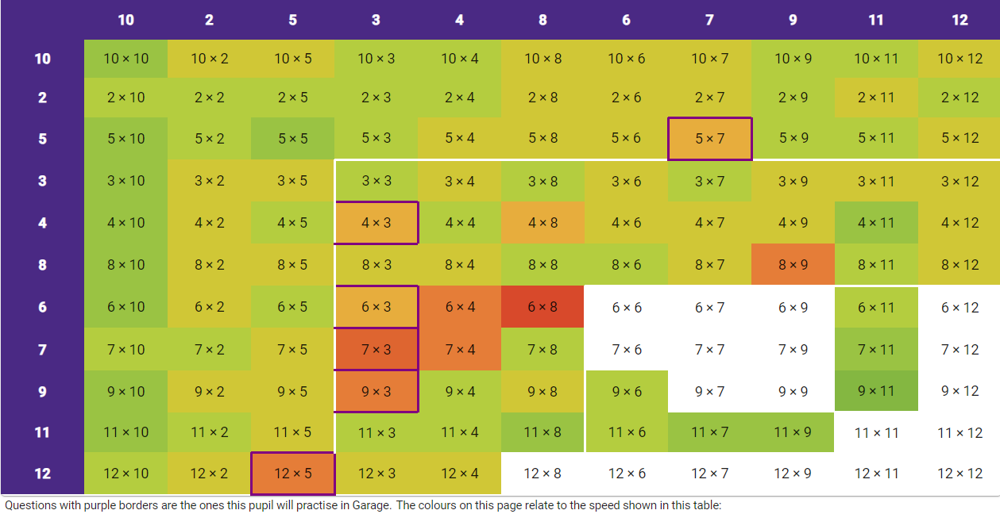 10 2 5 3 4 8 6 7 9 11 12
10 10 × 10 10 × 2 10 × 5 10 × 3 10 × 4 10 × 8 10 × 6 10 × 7 10 × 9 10 × 11 10 × 12
2 2 × 10 2 × 2 2 × 5 2 × 3 2 × 4 2 × 8 2 × 6 2 × 7 2 × 9 2 × 11 2 × 12
5 5 × 10 5 × 2 5 × 5 5 × 3 5 × 4 5 × 8 5 × 6 5 × 7 5 × 9 5 × 11 5 × 12
3 3 × 10 3 × 2 3 × 5 3 × 3 3 × 4 3 × 8 3 × 6 3 × 7 3 × 9 3 × 11 3 × 12
4 4 × 10 4 × 2 4 × 5 4 × 3 4 × 4 4 × 8 4 × 6 4 × 7 4 × 9 4 × 11 4 × 12
8 8 × 10 8 × 2 8 × 5 8 × 3 8 × 4 8 × 8 8 × 6 8 × 7 8 × 9 8 × 11 8 × 12
6 6 × 10 6 × 2 6 × 5 6 × 3 6 × 4 6 × 8 6 × 6 6 × 7 6 × 9 6 × 11 6 × 12
7 7 × 10 7 × 2 7 × 5 7 × 3 7 × 4 7 × 8 7 × 6 7 × 7 7 × 9 7 × 11 7 × 12
9 9 × 10 9 × 2 9 × 5 9 × 3 9 × 4 9 × 8 9 × 6 9 × 7 9 × 9 9 × 11 9 × 12
11 11 × 10 11 × 2 11 × 5 11 × 3 11 × 4 11 × 8 11 × 6 11 × 7 11 × 9 11 × 11 11 × 12
12 12 × 10 12 × 2 12 × 5 12 × 3 12 × 4 12 × 8 12 × 6 12 × 7 12 × 9 12 × 11 12 × 12
Questions with purple borders are the ones this pupil will practise in Garage. The colours on this page relate to the speed shown in this table: